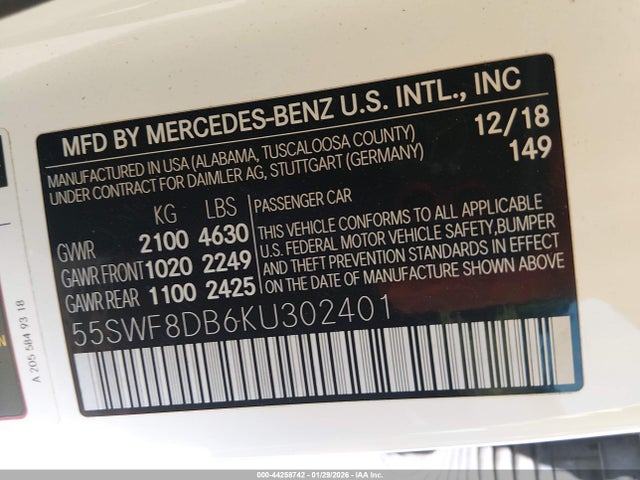 MFD BY MERCEDES-BENZ U.S. INTL., INC
MANUFACTURED IN USA (ALABAMA, TUSCALOOSA COUNTY) 12/18
UNDER CONTRACT FOR DAIMLER AG, STUTTGART (GERMANY) 149
KG LBS PASSENGER CAR
GVWR 2100 4630
GAWR FRONT 1020 2249
GAWR REAR 1100 2425
THIS VEHICLE CONFORMS TO ALL APPLICABLE
U.S. FEDERAL MOTOR VEHICLE SAFETY, BUMPER
AND THEFT PREVENTION STANDARDS IN EFFECT
ON THE DATE OF MANUFACTURE SHOWN ABOVE
55SWF8DB6KU302401
A 205 584 93 18
000-44258742 - 01/29/2026 - IAA Inc.